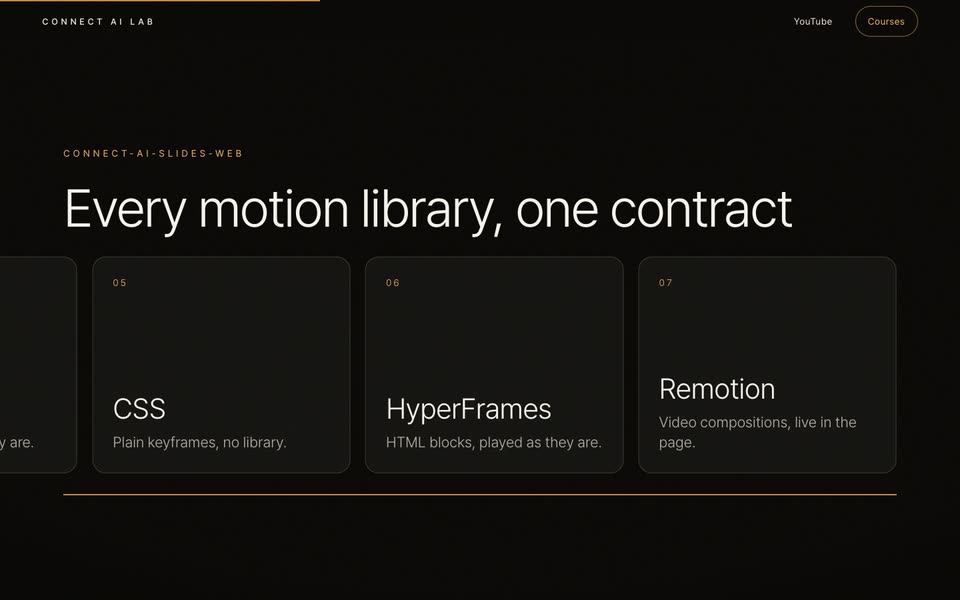 CONNECT AI LAB
YouTube
Courses
CONNECT-AI-SLIDES-WEB
Every motion library, one contract
y are.
05
CSS
Plain keyframes, no library.
06
HyperFrames
HTML blocks, played as they are.
07
Remotion
Video compositions, live in the
page.